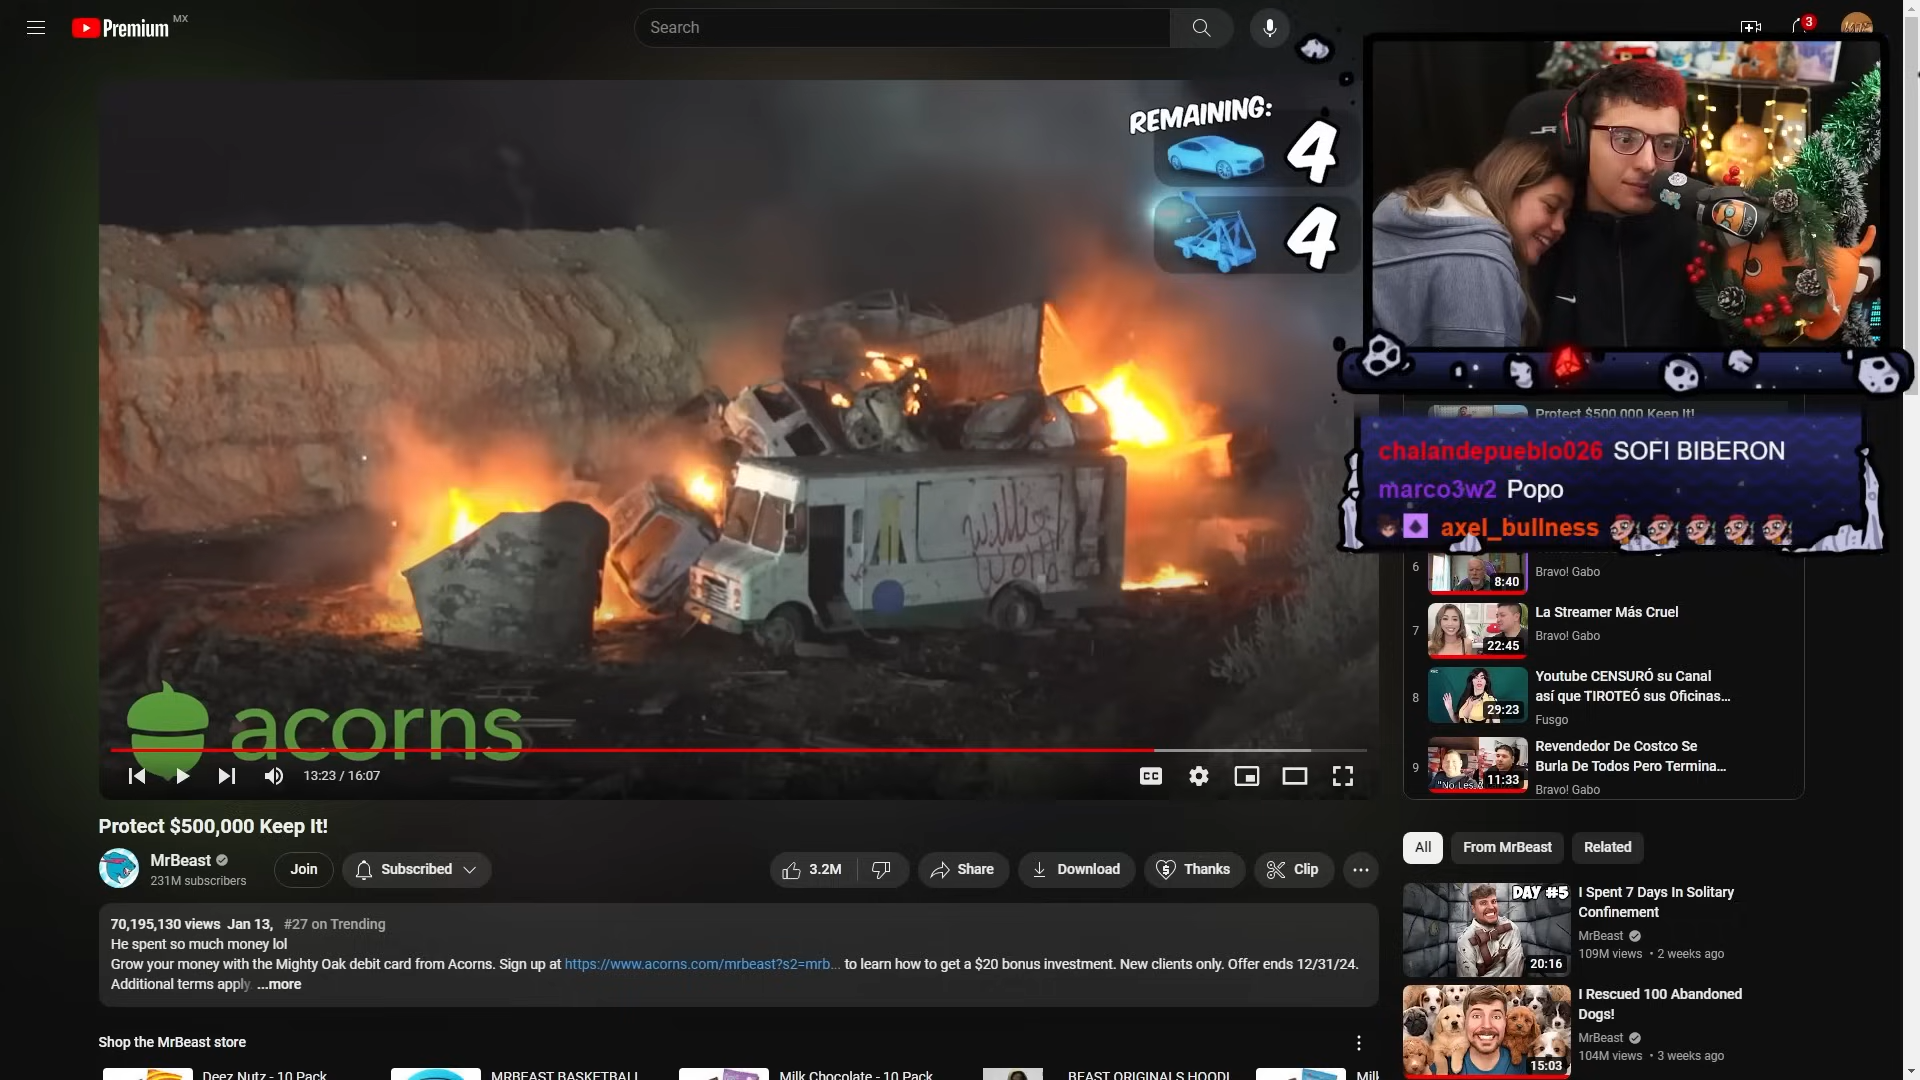 Premium MX
Search
3
REMAINING:
4
4
acorns
13:23 / 16:07
Protect $500,000 Keep It!
MrBeast
231M subscribers
Join
Subscribed
3.2M
Share
Download
Thanks
Clip
70,195,130 views Jan 13, #27 on Trending
He spent so much money lol
Grow your money with the Mighty Oak debit card from Acorns. Sign up at https://www.acorns.com/mrbeast?s2=mrb... to learn how to get a $20 bonus investment. New clients only. Offer ends 12/31/24.
Additional terms apply. ...more
Shop the MrBeast store
Deez Nutz - 10 Pack
MRBEAST BASKETBALL
Milk Chocolate - 10 Pack
BEAST ORIGINALS HOODI
Protect $500,000 Keep It!
chalandepueblo026 SOFI BIBERON
marco3w2 Popo
axel_bullness
6
8:40
Bravo! Gabo
7
22:45
La Streamer Más Cruel
Bravo! Gabo
8
29:23
Youtube CENSURÓ su Canal
así que TIROTEÓ sus Oficinas...
Fusgo
9
11:33
Revendedor De Costco Se
Burla De Todos Pero Termina...
Bravo! Gabo
All
From MrBeast
Related
DAY #5
20:16
I Spent 7 Days In Solitary
Confinement
MrBeast
109M views • 2 weeks ago
15:03
I Rescued 100 Abandoned
Dogs!
MrBeast
104M views • 3 weeks ago